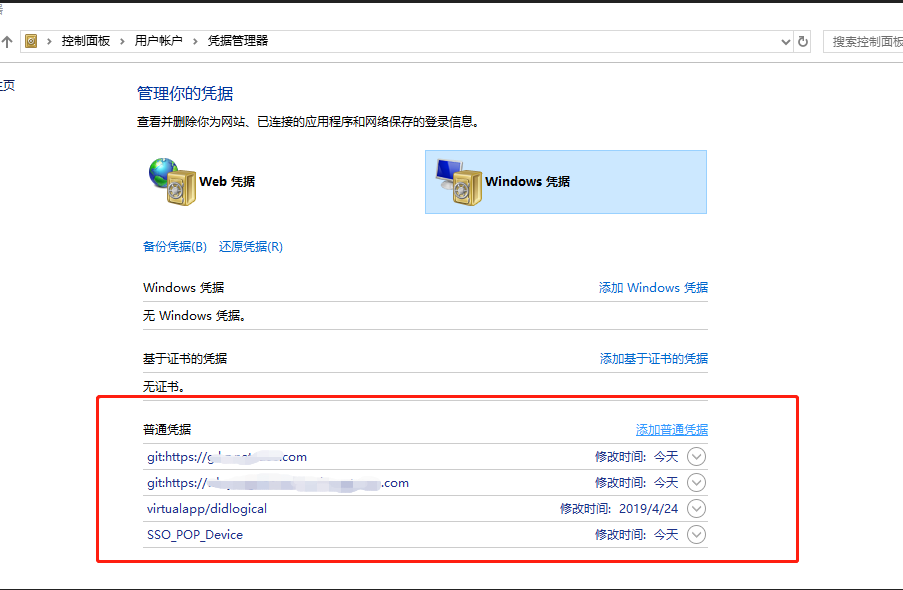 控制面板 › 用户帐户 › 凭据管理器
搜索控制面板
主页
管理你的凭据
查看并删除你为网站、已连接的应用程序和网络保存的登录信息。
Web 凭据
Windows 凭据
备份凭据(B) 还原凭据(R)
Windows 凭据 添加 Windows 凭据
无 Windows 凭据。
基于证书的凭据 添加基于证书的凭据
无证书。
普通凭据 添加普通凭据
git:https://g .com 修改时间: 今天
git:https:// .com 修改时间: 今天
virtualapp/didlogical 修改时间: 2019/4/24
SSO_POP_Device 修改时间: 今天